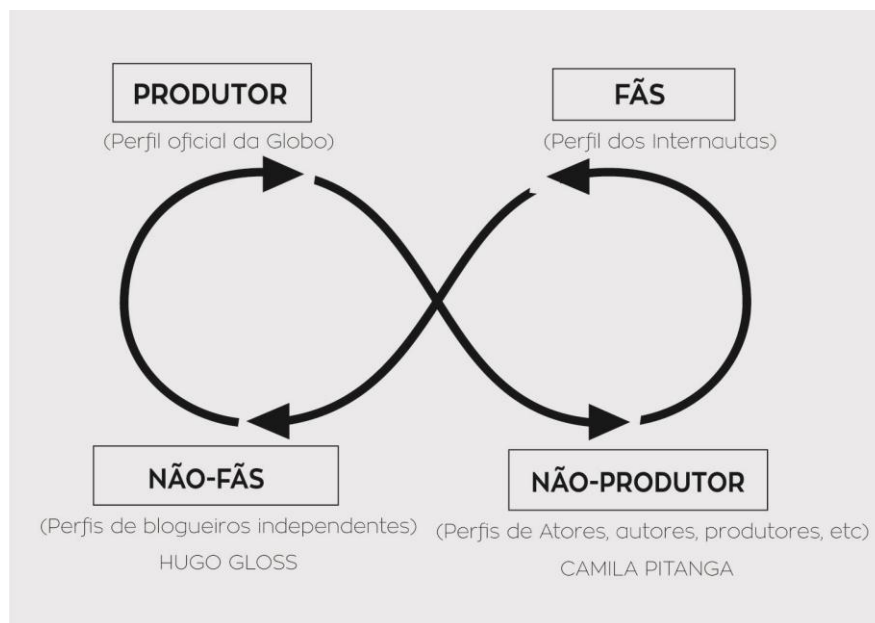 PRODUTOR
(Perfil oficial da Globo)
FÃS
(Perfil dos Internautas)
NÃO-FÃS
(Perfis de blogueiros independentes)
HUGO GLOSS
NÃO-PRODUTOR
(Perfis de Atores, autores, produtores, etc)
CAMILA PITANGA